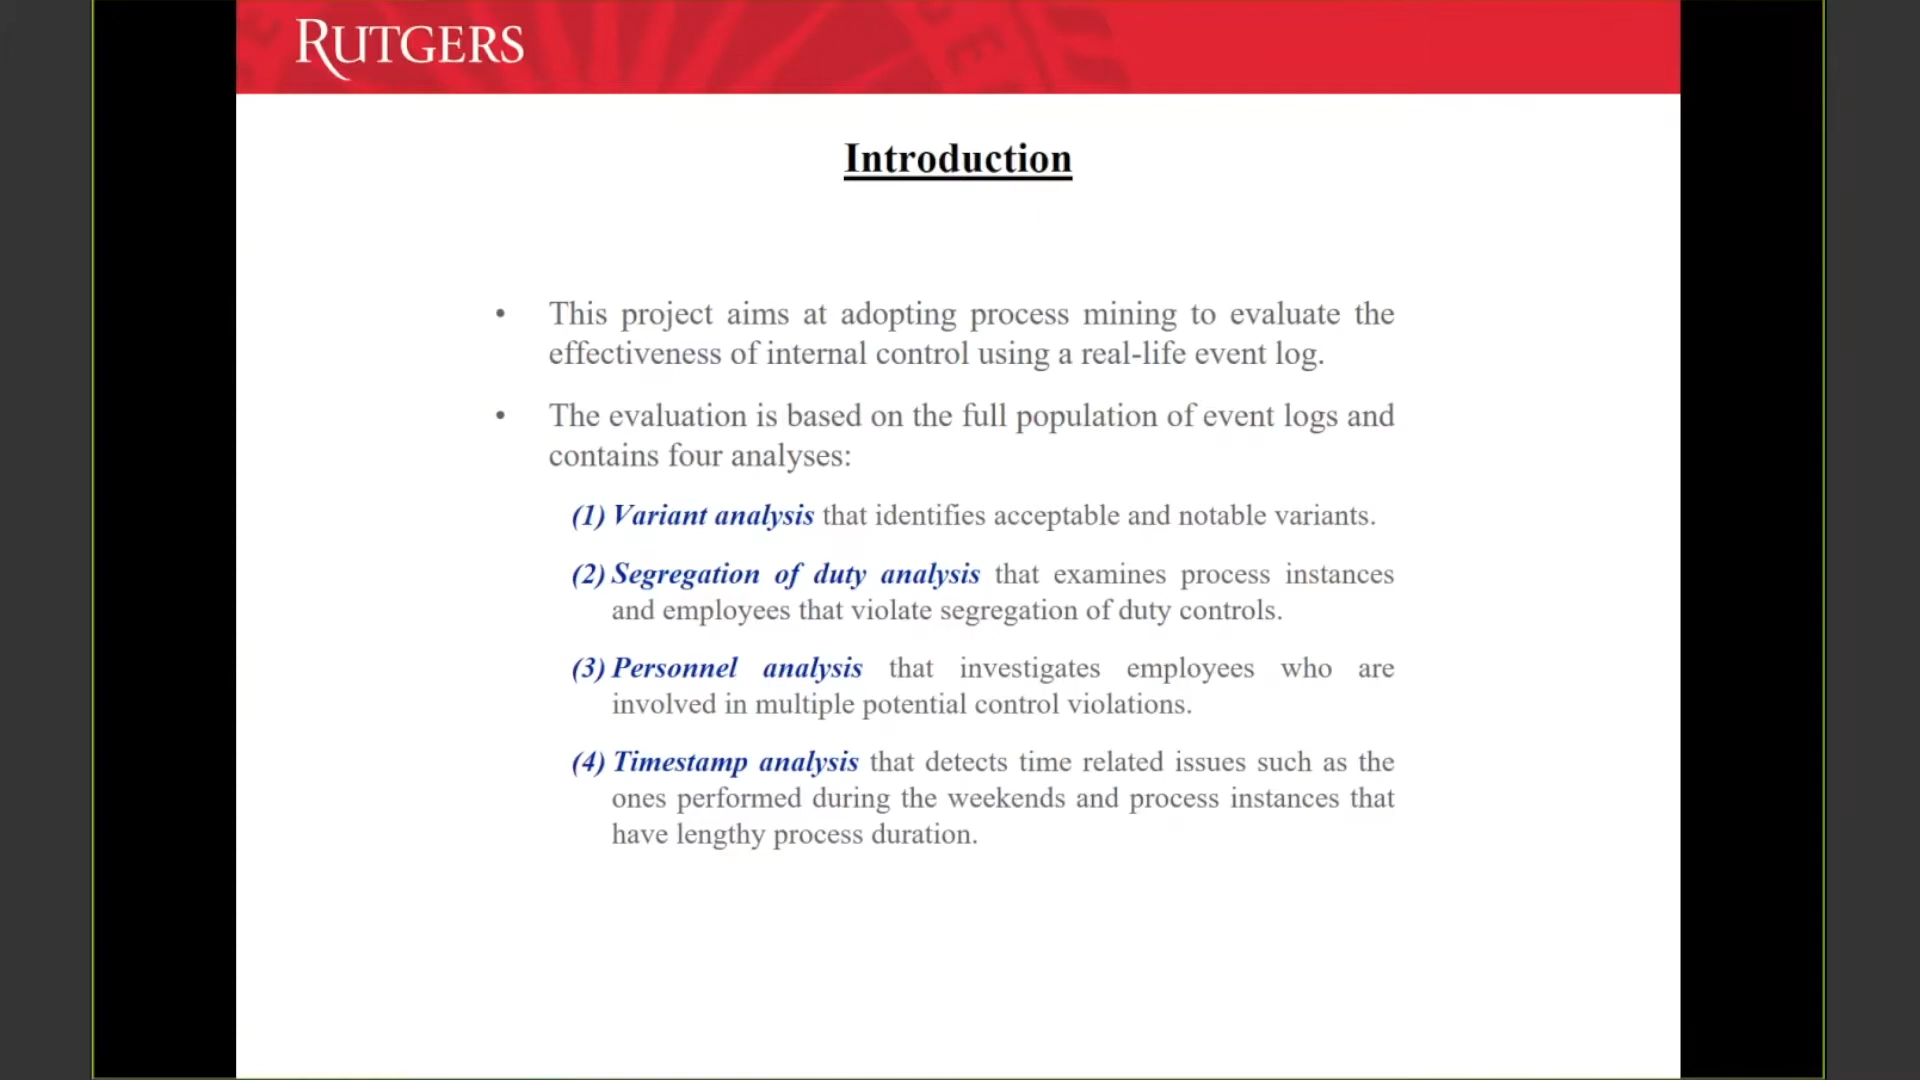 RUTGERS
Introduction
• This project aims at adopting process mining to evaluate the
effectiveness of internal control using a real-life event log.
• The evaluation is based on the full population of event logs and
contains four analyses:
(1) Variant analysis that identifies acceptable and notable variants.
(2) Segregation of duty analysis that examines process instances
and employees that violate segregation of duty controls.
(3) Personnel analysis that investigates employees who are
involved in multiple potential control violations.
(4) Timestamp analysis that detects time related issues such as the
ones performed during the weekends and process instances that
have lengthy process duration.